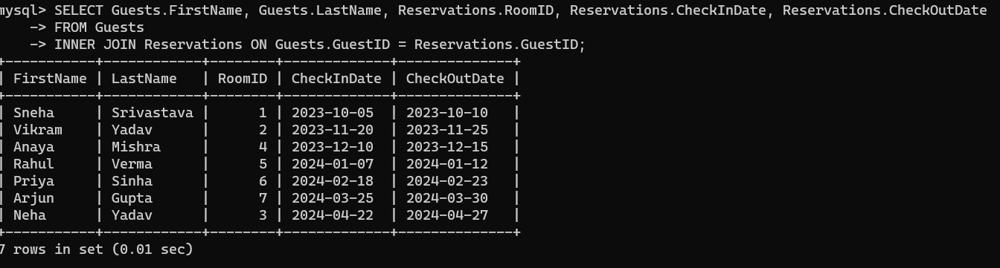 mysql> SELECT Guests.FirstName, Guests.LastName, Reservations.RoomID, Reservations.CheckInDate, Reservations.CheckOutDate
    -> FROM Guests
    -> INNER JOIN Reservations ON Guests.GuestID = Reservations.GuestID;
+-----------+------------+--------+-------------+--------------+
| FirstName | LastName   | RoomID | CheckInDate | CheckOutDate |
+-----------+------------+--------+-------------+--------------+
| Sneha     | Srivastava |      1 | 2023-10-05  | 2023-10-10   |
| Vikram    | Yadav      |      2 | 2023-11-20  | 2023-11-25   |
| Anaya     | Mishra     |      4 | 2023-12-10  | 2023-12-15   |
| Rahul     | Verma      |      5 | 2024-01-07  | 2024-01-12   |
| Priya     | Sinha      |      6 | 2024-02-18  | 2024-02-23   |
| Arjun     | Gupta      |      7 | 2024-03-25  | 2024-03-30   |
| Neha      | Yadav      |      3 | 2024-04-22  | 2024-04-27   |
+-----------+------------+--------+-------------+--------------+
7 rows in set (0.01 sec)